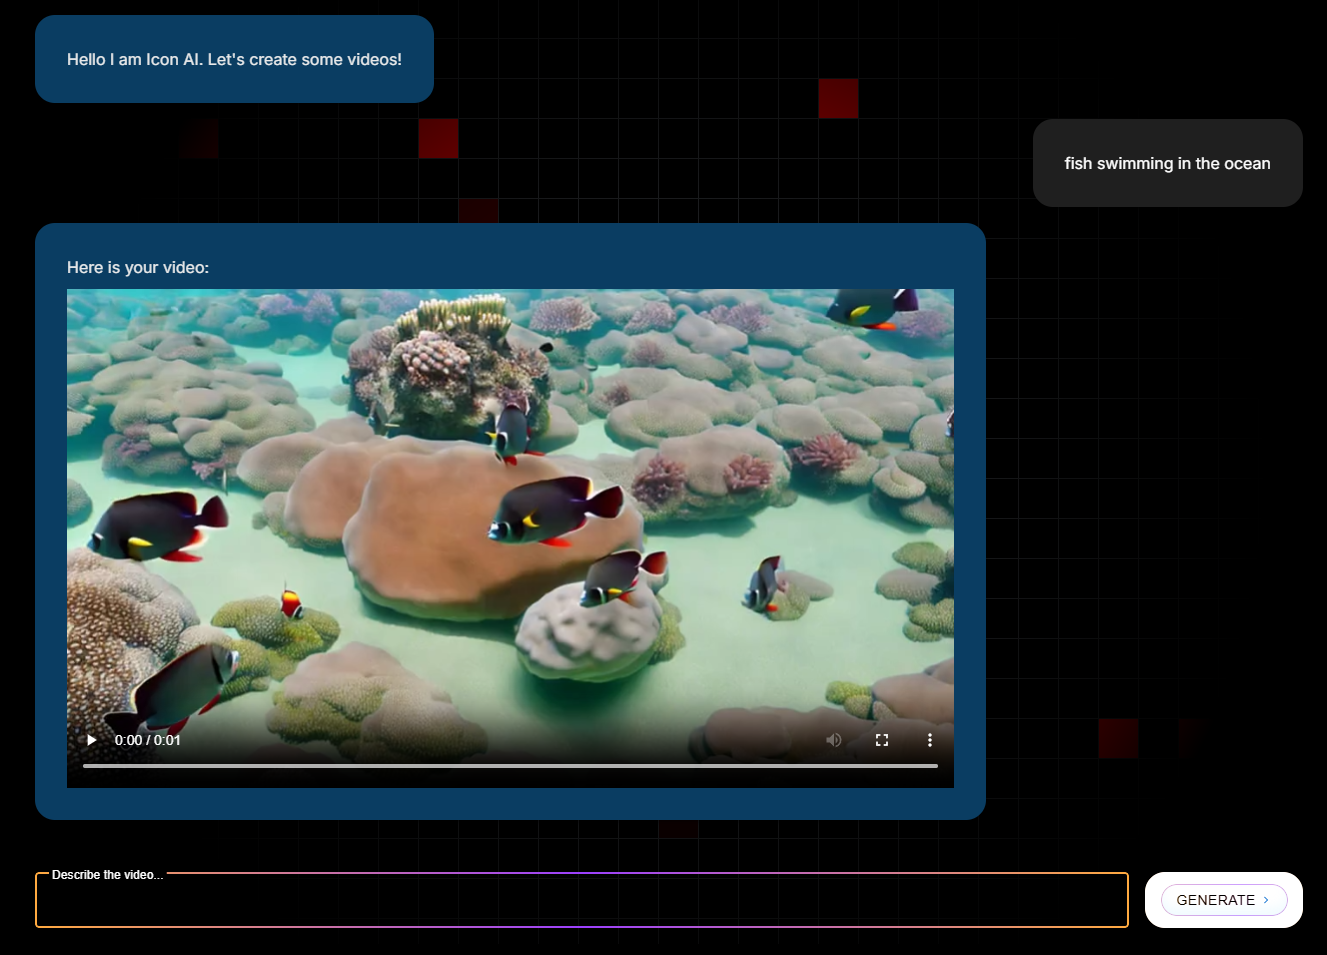 Hello I am Icon AI. Let's create some videos!
fish swimming in the ocean
Here is your video:
0:00 / 0:01
Describe the video...
GENERATE